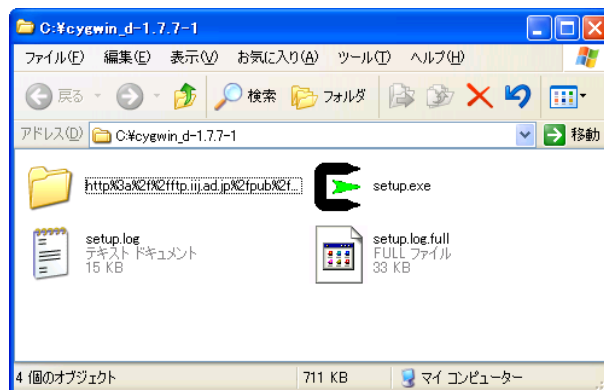 C:¥cygwin_d-1.7.7-1
ファイル(F) 編集(E) 表示(V) お気に入り(A) ツール(T) ヘルプ(H)
戻る 検索 フォルダ
アドレス(D) C:¥cygwin_d-1.7.7-1 移動
http%3a%2f%2fftp.iij.ad.jp%2fpub%2f...
setup.exe
setup.log
テキスト ドキュメント
15 KB
setup.log.full
FULL ファイル
33 KB
4 個のオブジェクト 711 KB マイ コンピューター